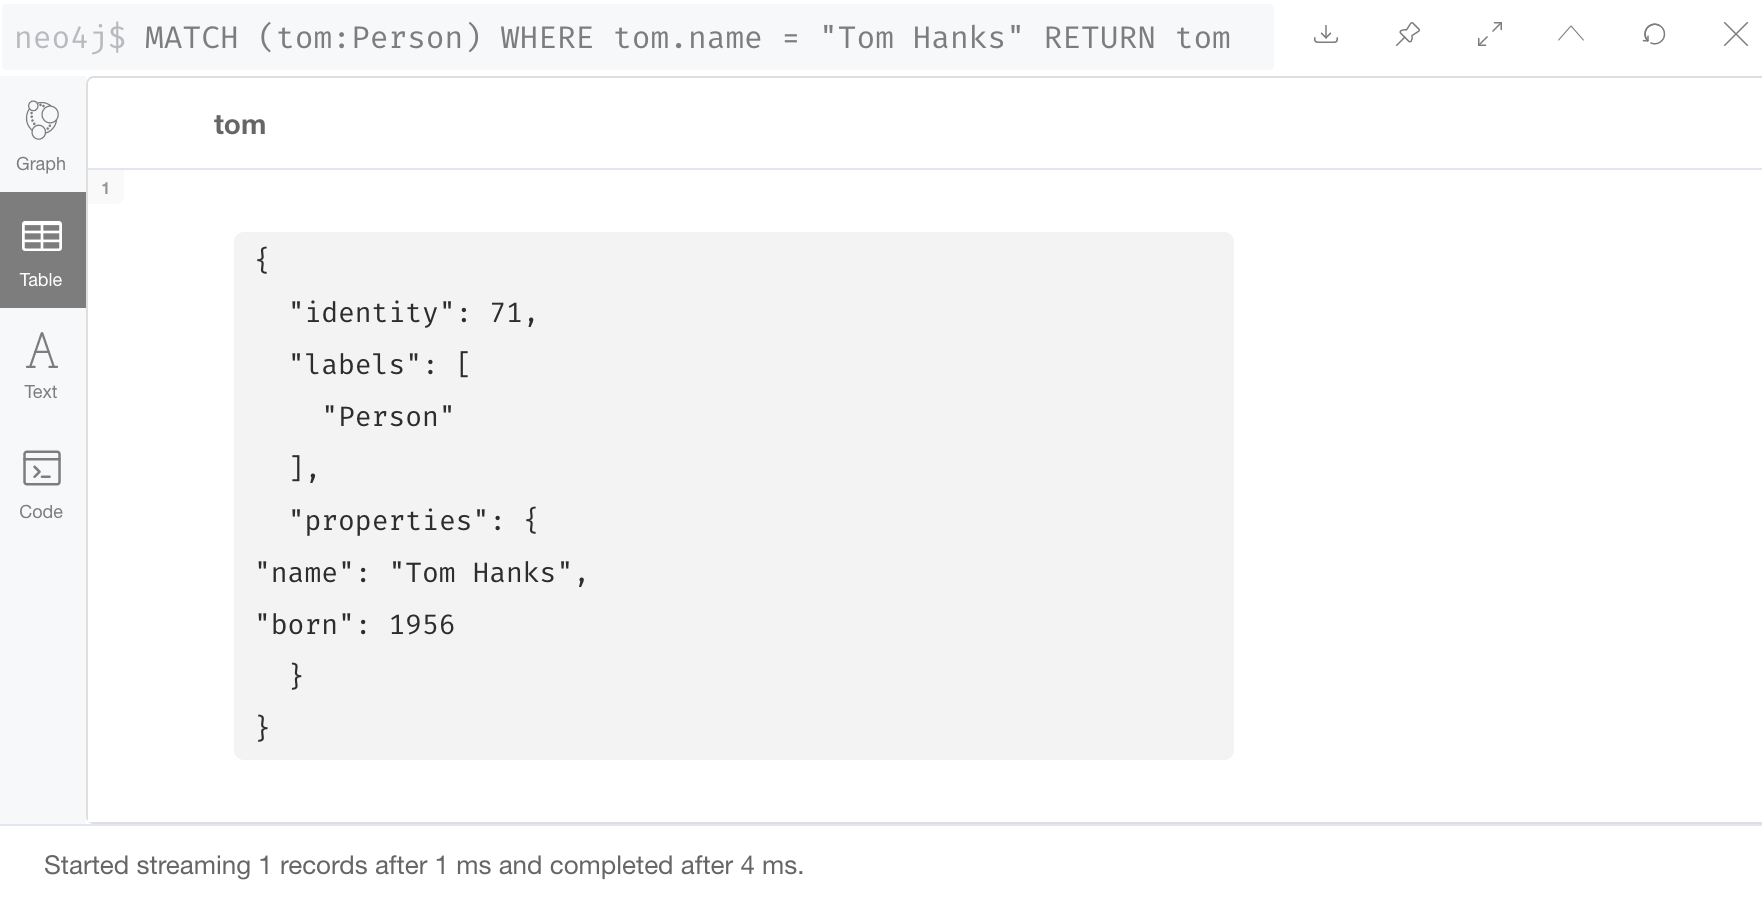 neo4j$ MATCH (tom:Person) WHERE tom.name = "Tom Hanks" RETURN tom
Graph
Table
Text
Code
tom
1
{
  "identity": 71,
  "labels": [
    "Person"
  ],
  "properties": {
"name": "Tom Hanks",
"born": 1956
  }
}
Started streaming 1 records after 1 ms and completed after 4 ms.